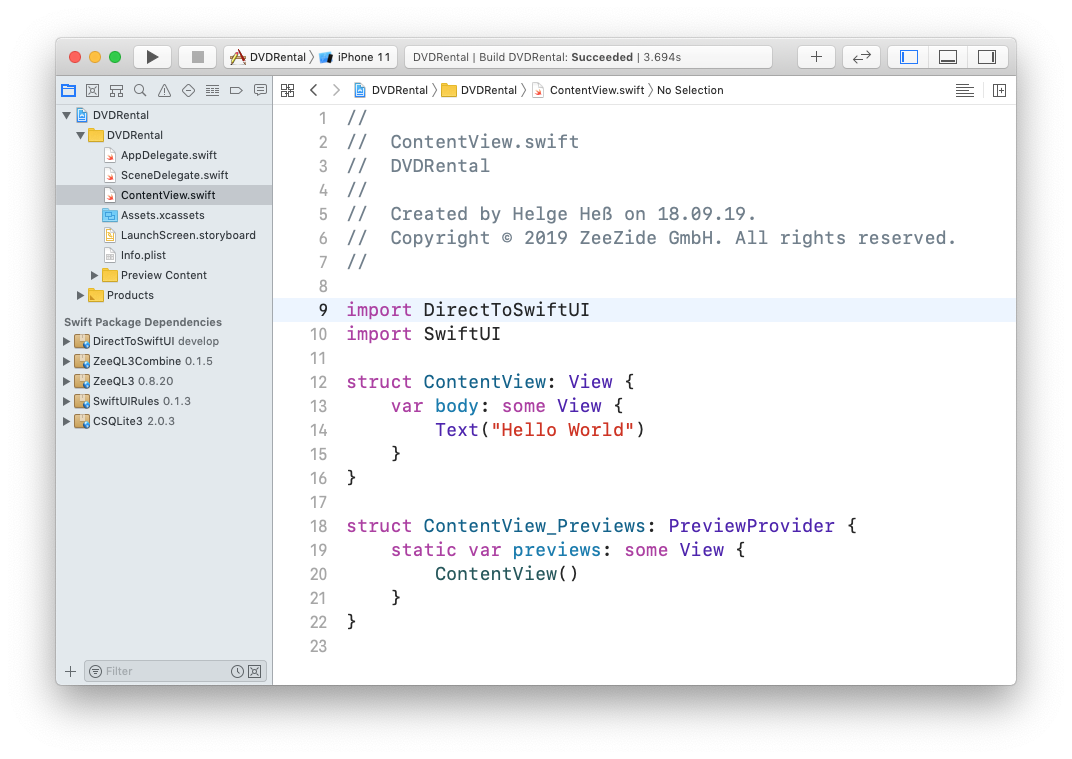 DVDRental 〉 iPhone 11
DVDRental | Build DVDRental: Succeeded | 3.694s
DVDRental 〉 DVDRental 〉 ContentView.swift 〉 No Selection
DVDRental
DVDRental
AppDelegate.swift
SceneDelegate.swift
ContentView.swift
Assets.xcassets
LaunchScreen.storyboard
Info.plist
Preview Content
Products
Swift Package Dependencies
DirectToSwiftUI develop
ZeeQL3Combine 0.1.5
ZeeQL3 0.8.20
SwiftUIRules 0.1.3
CSQLite3 2.0.3
Filter
1 //
2 //  ContentView.swift
3 //  DVDRental
4 //
5 //  Created by Helge Heß on 18.09.19.
6 //  Copyright © 2019 ZeeZide GmbH. All rights reserved.
7 //
8
9 import DirectToSwiftUI
10 import SwiftUI
11
12 struct ContentView: View {
13     var body: some View {
14         Text("Hello World")
15     }
16 }
17
18 struct ContentView_Previews: PreviewProvider {
19     static var previews: some View {
20         ContentView()
21     }
22 }
23